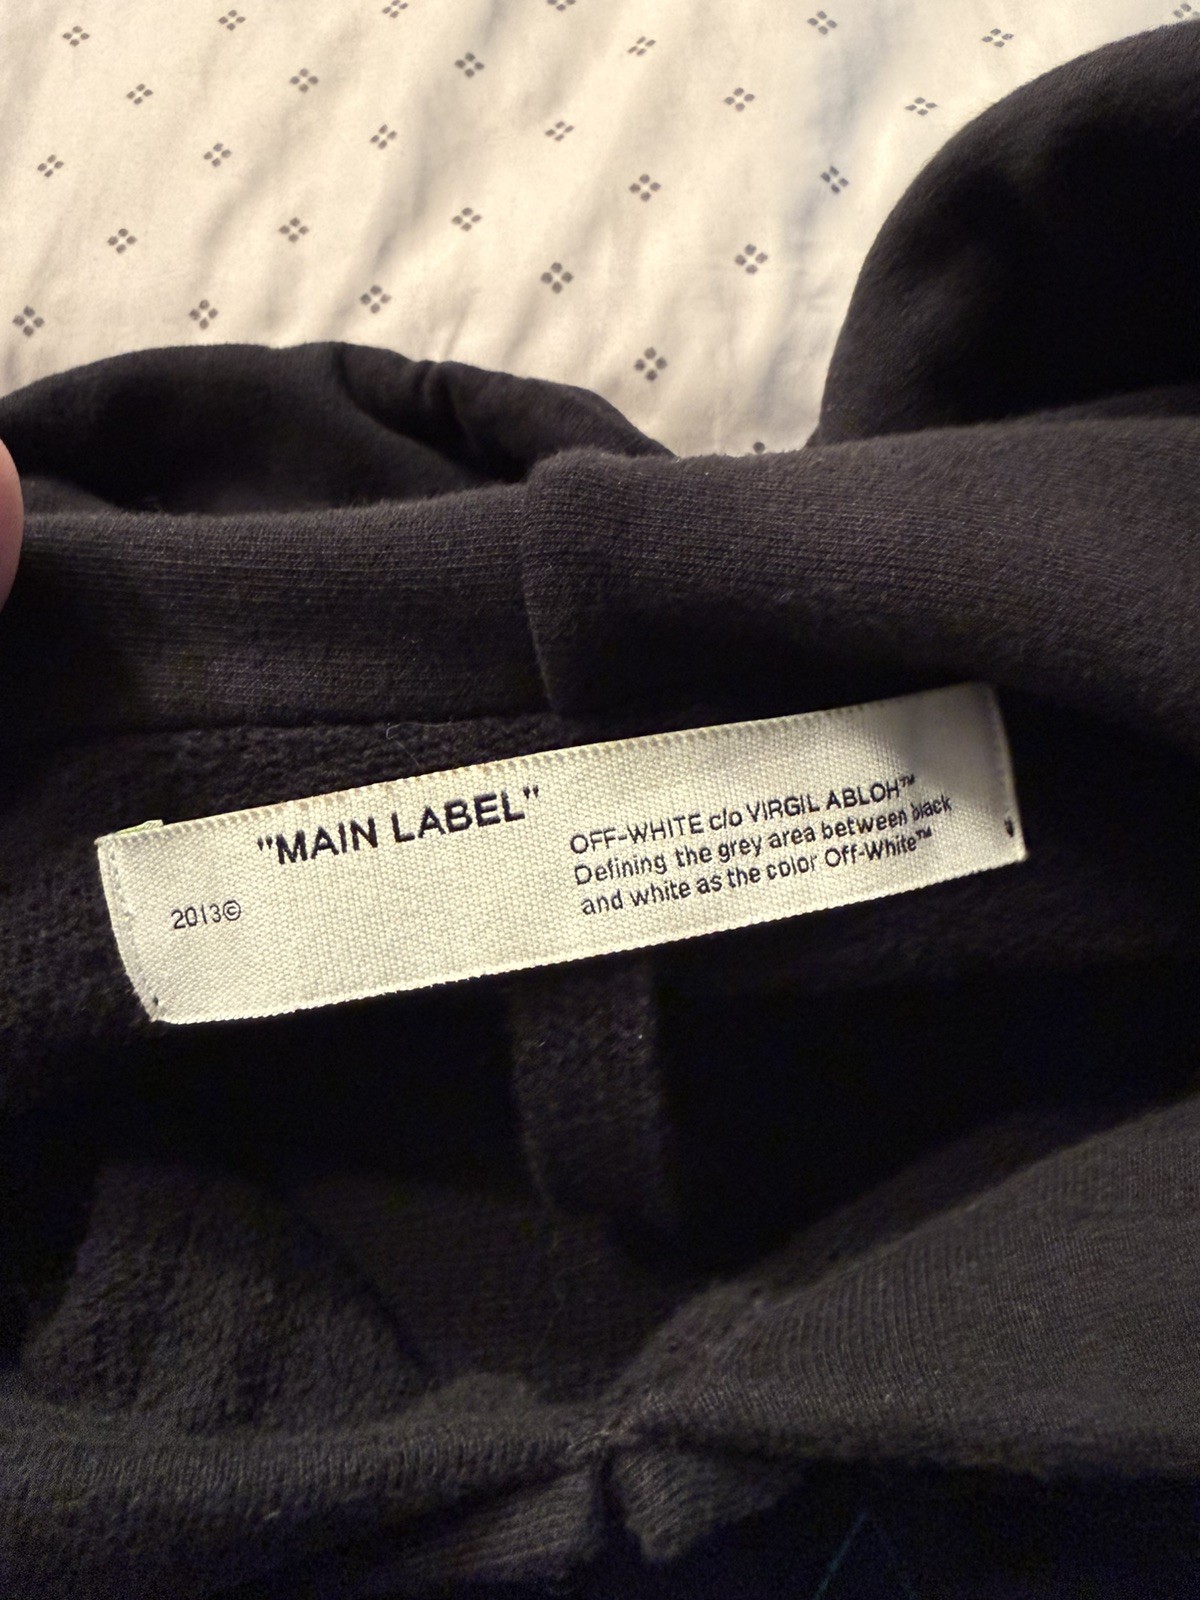 "MAIN LABEL"
2013©
OFF-WHITE c/o VIRGIL ABLOH™
Defining the grey area between black
and white as the color Off-White™